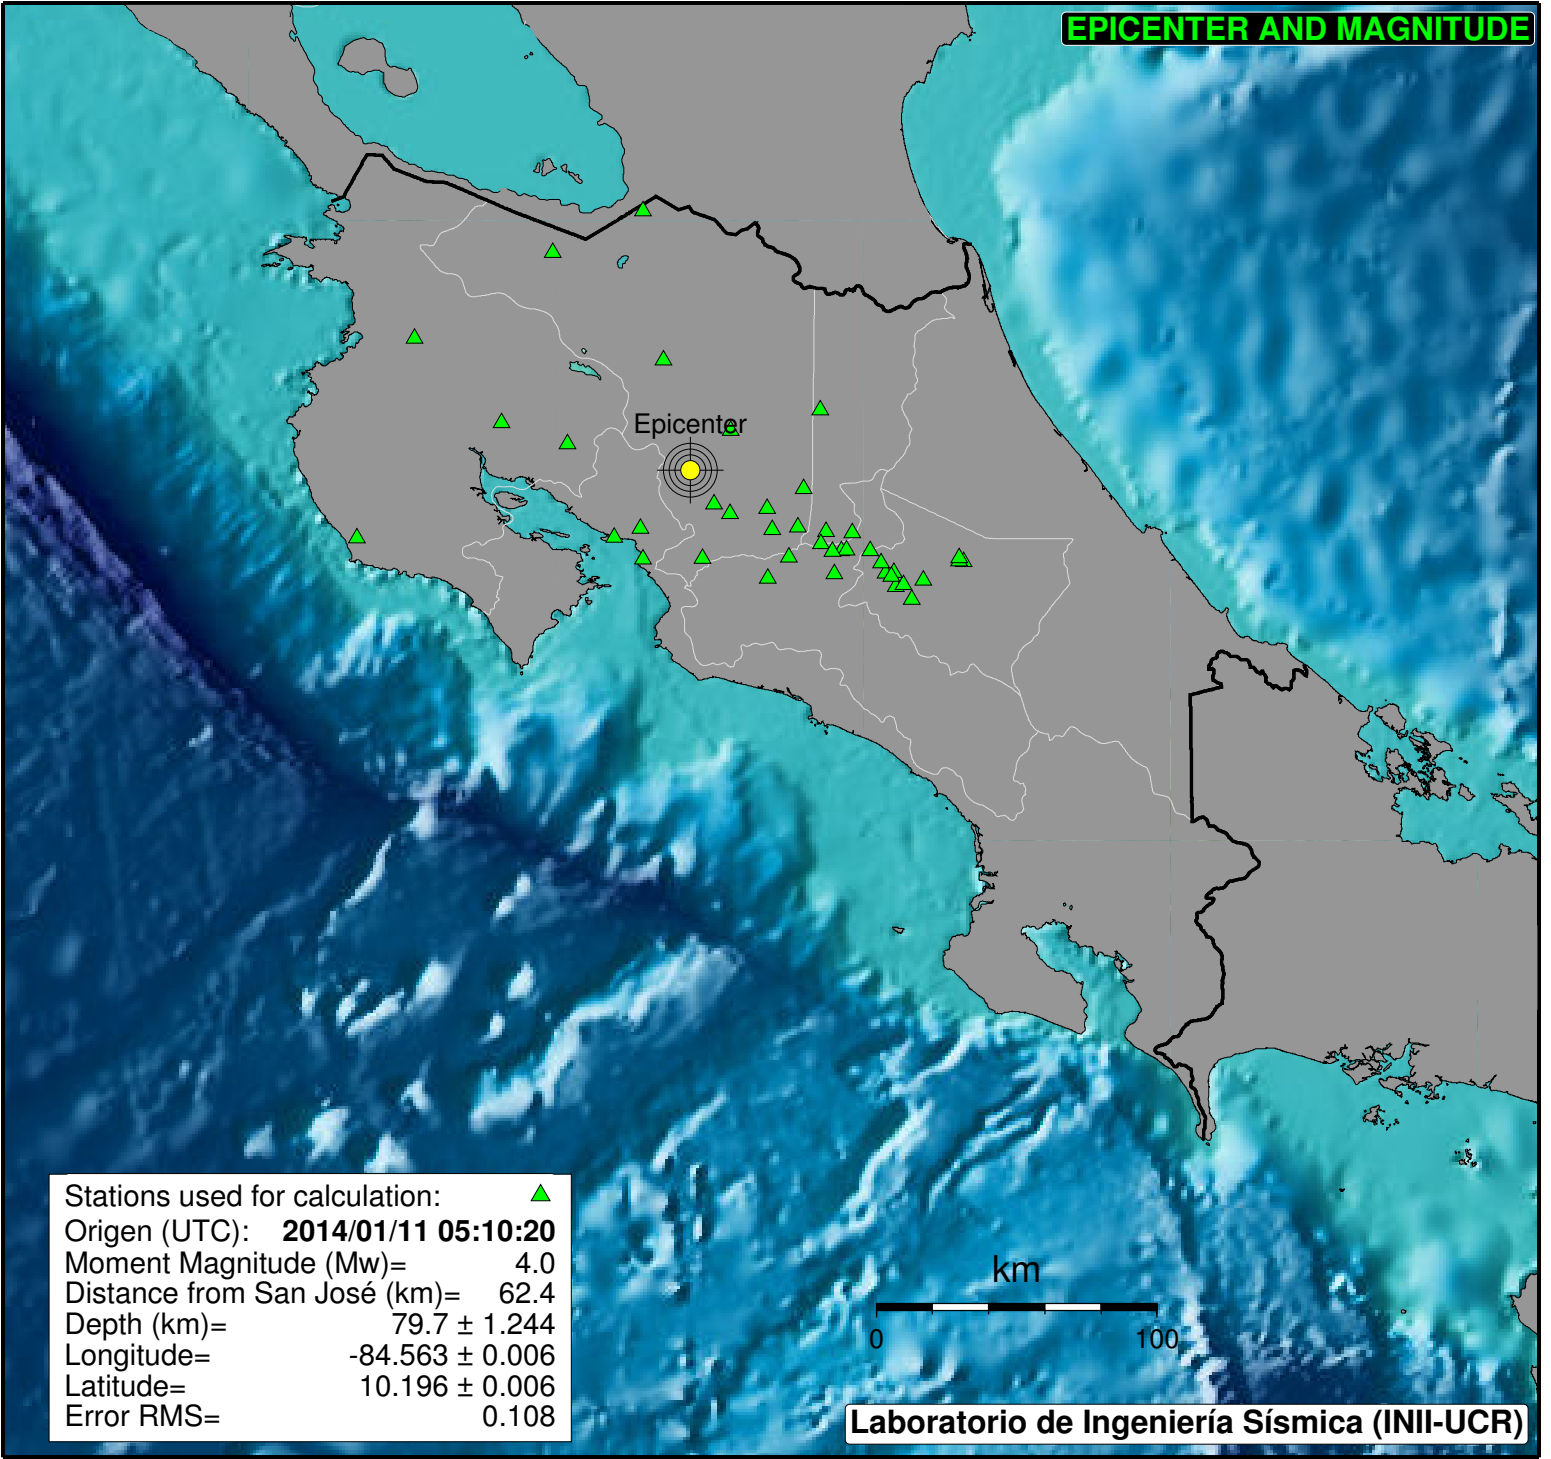 EPICENTER AND MAGNITUDE
Epicenter
Stations used for calculation:
Origen (UTC): 2014/01/11 05:10:20
Moment Magnitude (Mw)= 4.0
Distance from San José (km)= 62.4
Depth (km)= 79.7 ± 1.244
Longitude= -84.563 ± 0.006
Latitude= 10.196 ± 0.006
Error RMS= 0.108
km
0 100
Laboratorio de Ingeniería Sísmica (INII-UCR)